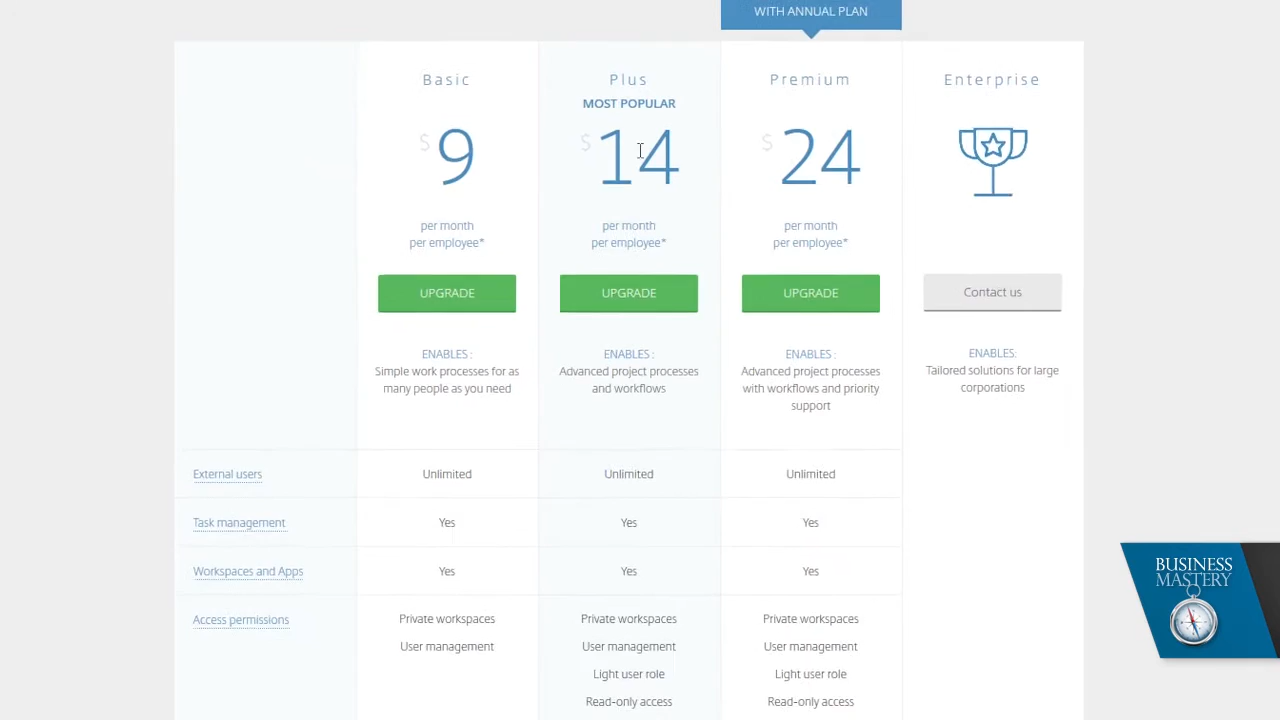 WITH ANNUAL PLAN
Basic
Plus
Premium
Enterprise
MOST POPULAR
$9
$14
$24
per month
per employee*
per month
per employee*
per month
per employee*
UPGRADE
UPGRADE
UPGRADE
Contact us
ENABLES :
Simple work processes for as
many people as you need
ENABLES :
Advanced project processes
and workflows
ENABLES :
Advanced project processes
with workflows and priority
support
ENABLES:
Tailored solutions for large
corporations
External users
Unlimited
Unlimited
Unlimited
Task management
Yes
Yes
Yes
Workspaces and Apps
Yes
Yes
Yes
Access permissions
Private workspaces
Private workspaces
Private workspaces
User management
User management
User management
Light user role
Light user role
Read-only access
Read-only access
BUSINESS
MASTERY